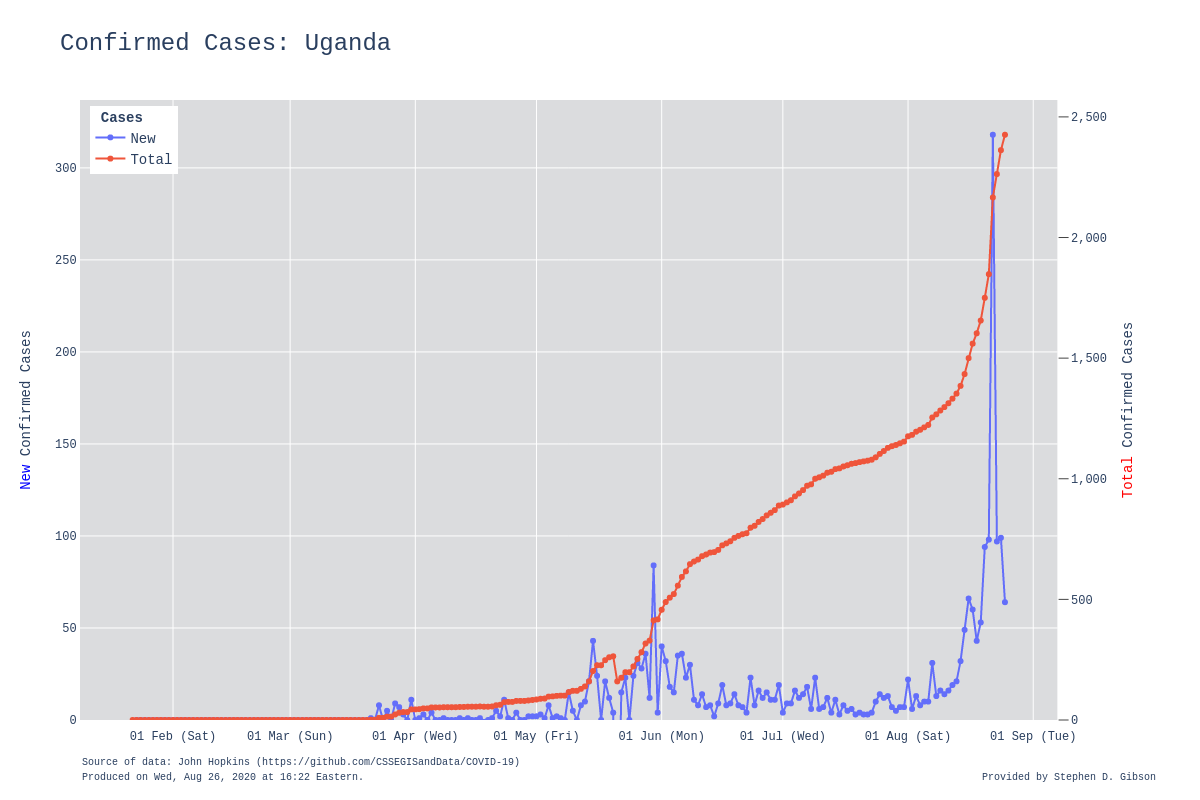 Confirmed Cases: Uganda
Cases
New
Total
300
250
200
150
100
50
0
2,500
2,000
1,500
1,000
500
0
New Confirmed Cases
Total Confirmed Cases
01 Feb (Sat)
01 Mar (Sun)
01 Apr (Wed)
01 May (Fri)
01 Jun (Mon)
01 Jul (Wed)
01 Aug (Sat)
01 Sep (Tue)
Source of data: John Hopkins (https://github.com/CSSEGISandData/COVID-19)
Produced on Wed, Aug 26, 2020 at 16:22 Eastern.
Provided by Stephen D. Gibson